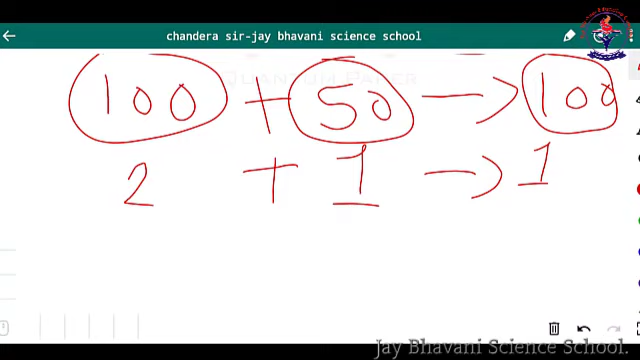 chandera sir-jay bhavani science school
100 + 50 → 100
2 + 1 → 1
Jay Bhavani Science School.